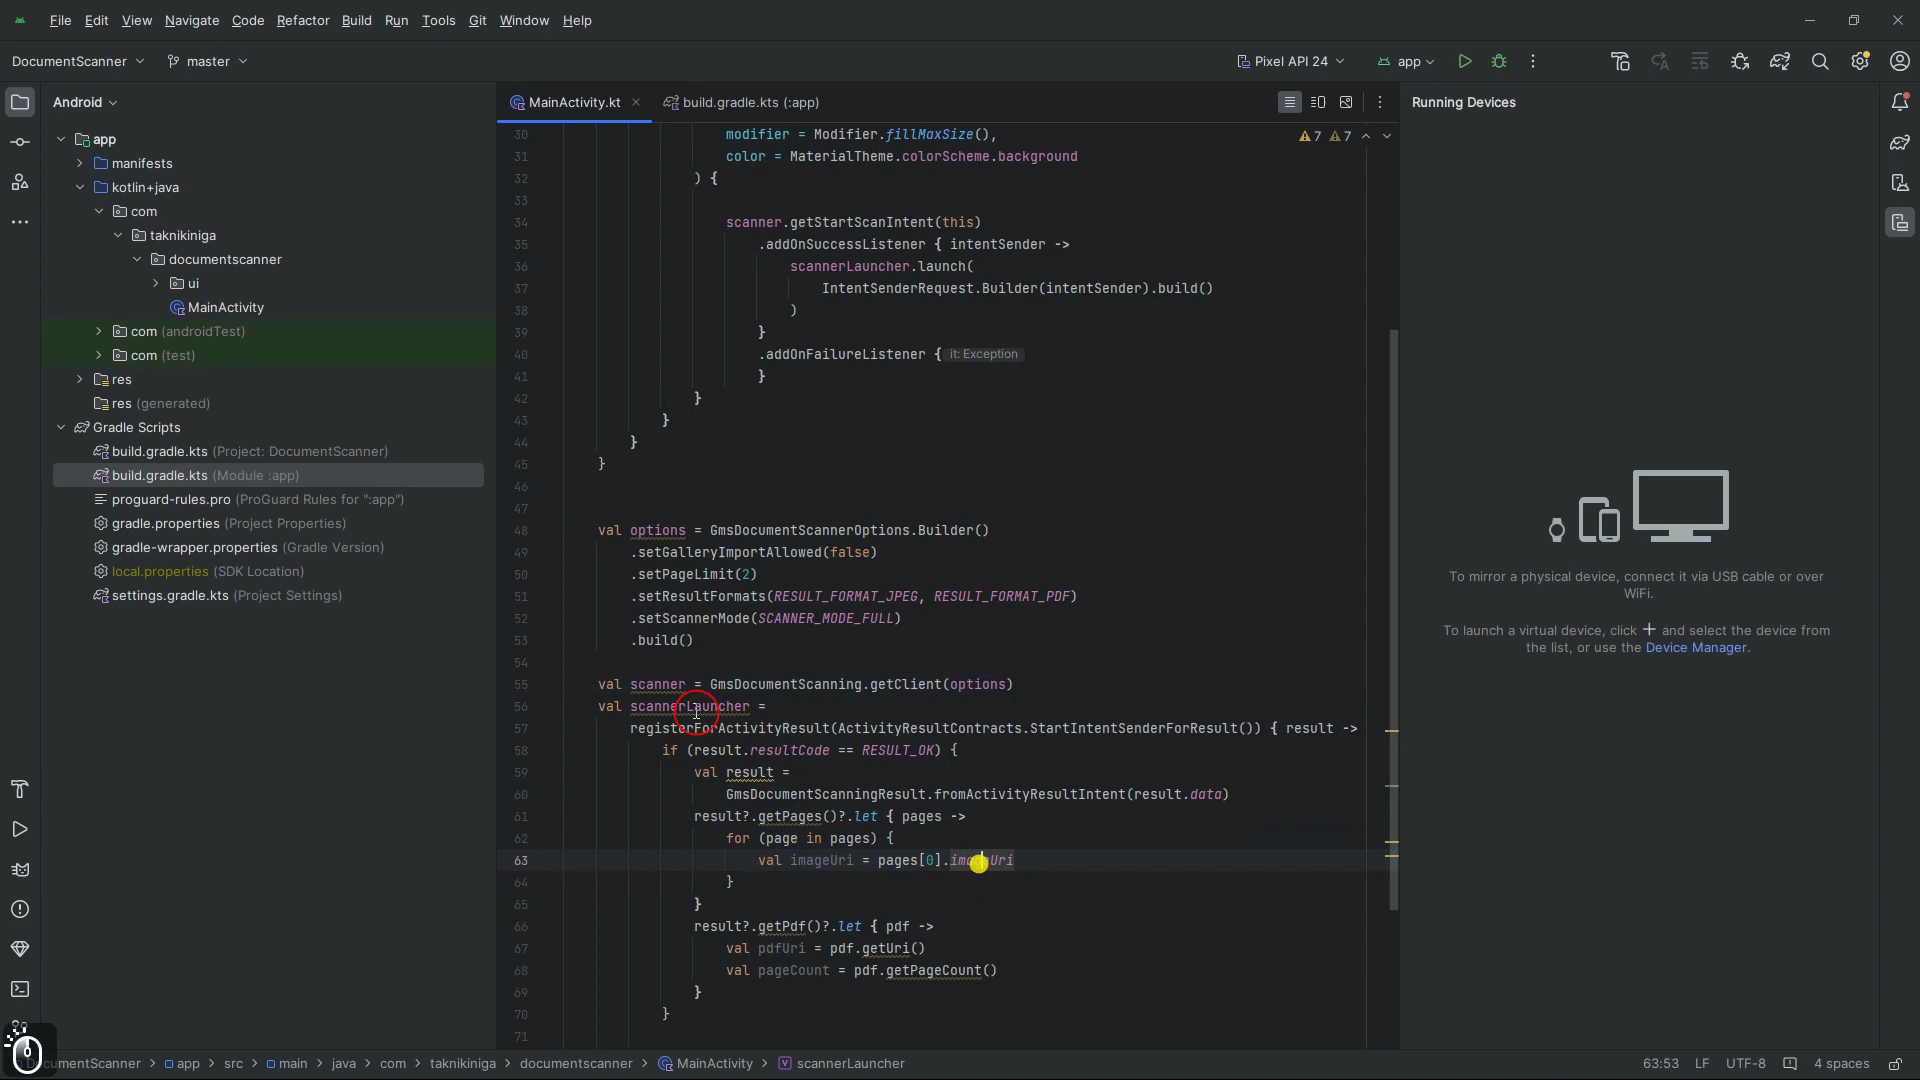 File Edit View Navigate Code Refactor Build Run Tools Git Window Help
DocumentScanner master Pixel API 24 app
Android
MainActivity.kt build.gradle.kts (:app)
Running Devices
app
manifests
kotlin+java
com
taknikiniga
documentscanner
ui
MainActivity
com (androidTest)
com (test)
res
res (generated)
Gradle Scripts
build.gradle.kts (Project: DocumentScanner)
build.gradle.kts (Module :app)
proguard-rules.pro (ProGuard Rules for ":app")
gradle.properties (Project Properties)
gradle-wrapper.properties (Gradle Version)
local.properties (SDK Location)
settings.gradle.kts (Project Settings)
7 7
30 modifier = Modifier.fillMaxSize(),
31 color = MaterialTheme.colorScheme.background
32 ) {
33
34 scanner.getStartScanIntent(this)
35 .addOnSuccessListener { intentSender ->
36 scannerLauncher.launch(
37 IntentSenderRequest.Builder(intentSender).build()
38 )
39 }
40 .addOnFailureListener { it: Exception
41 }
42 }
43 }
44 }
45 }
46
47
48 val options = GmsDocumentScannerOptions.Builder()
49 .setGalleryImportAllowed(false)
50 .setPageLimit(2)
51 .setResultFormats(RESULT_FORMAT_JPEG, RESULT_FORMAT_PDF)
52 .setScannerMode(SCANNER_MODE_FULL)
53 .build()
54
55 val scanner = GmsDocumentScanning.getClient(options)
56 val scannerLauncher =
57 registerForActivityResult(ActivityResultContracts.StartIntentSenderForResult()) { result ->
58 if (result.resultCode == RESULT_OK) {
59 val result =
60 GmsDocumentScanningResult.fromActivityResultIntent(result.data)
61 result?.getPages()?.let { pages ->
62 for (page in pages) {
63 val imageUri = pages[0].imageUri
64 }
65 }
66 result?.getPdf()?.let { pdf ->
67 val pdfUri = pdf.getUri()
68 val pageCount = pdf.getPageCount()
69 }
70 }
71
To mirror a physical device, connect it via USB cable or over
WiFi.
To launch a virtual device, click + and select the device from
the list, or use the Device Manager.
cumentScanner > app > src > main > java > com > taknikiniga > documentscanner > MainActivity > scannerLauncher
63:53 LF UTF-8 4 spaces